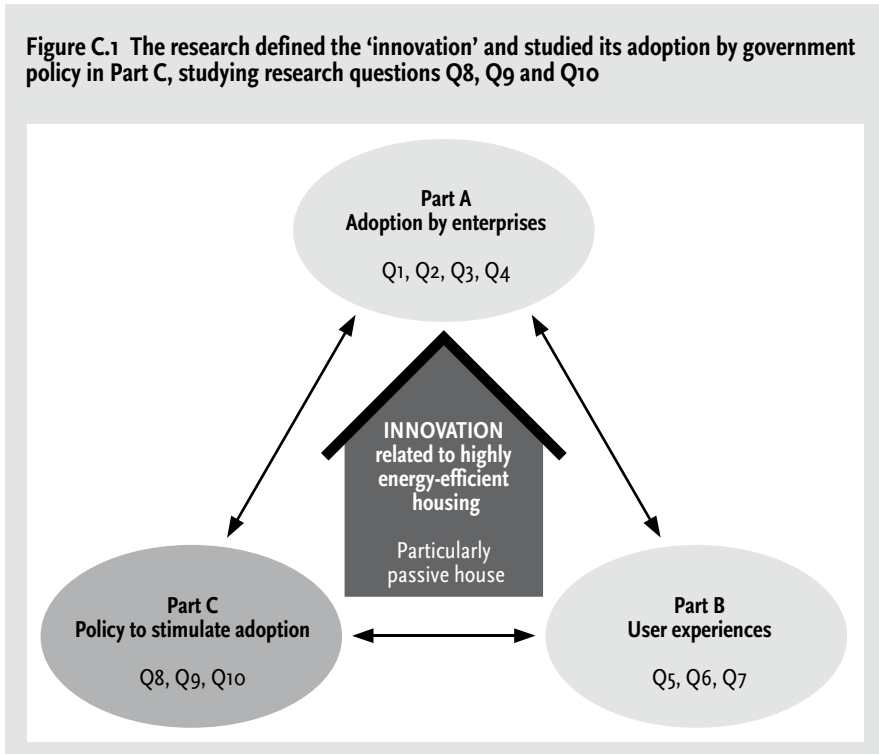 Figure C.1 The research defined the ‘innovation’ and studied its adoption by government
policy in Part C, studying research questions Q8, Q9 and Q10
Part A
Adoption by enterprises
Q1, Q2, Q3, Q4
INNOVATION
related to highly
energy-efficient
housing
Particularly
passive house
Part C
Policy to stimulate adoption
Q8, Q9, Q10
Part B
User experiences
Q5, Q6, Q7